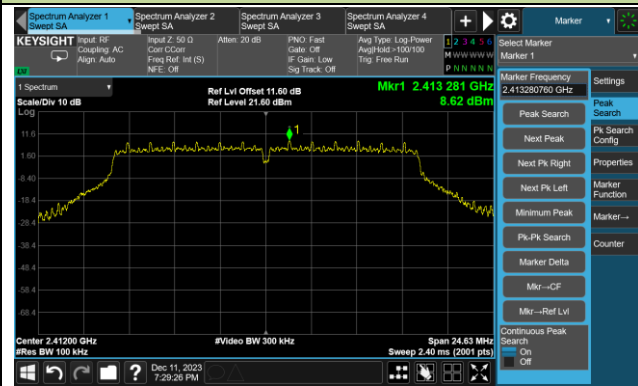 Spectrum Analyzer 1
Swept SA
Spectrum Analyzer 2
Swept SA
Spectrum Analyzer 3
Swept SA
Spectrum Analyzer 4
Swept SA
Marker
KEYSIGHT
Input: RF
Coupling: AC
Align: Auto
Input Z: 50 Ω
Corr CCorr
Freq Ref: Int (S)
NFE: Off
Atten: 20 dB
PNO: Fast
Gate: Off
IF Gain: Low
Sig Track: Off
Avg Type: Log-Power
Avg|Hold >100/100
Trig: Free Run
1 2 3 4 5 6
M W W W W W
P N N N N N
Select Marker
Marker 1
1 Spectrum
Scale/Div 10 dB
Log
Ref Lvl Offset 11.60 dB
Ref Level 21.60 dBm
Mkr1 2.413 281 GHz
8.62 dBm
1
11.6
1.60
-8.40
-18.4
-28.4
-38.4
-48.4
-58.4
-68.4
Center 2.41200 GHz
#Res BW 100 kHz
#Video BW 300 kHz
Span 24.63 MHz
Sweep 2.40 ms (2001 pts)
Marker Frequency
2.413280760 GHz
Peak Search
Next Peak
Next Pk Right
Next Pk Left
Minimum Peak
Pk-Pk Search
Marker Delta
Mkr→CF
Mkr→Ref Lvl
Continuous Peak
Search
On
Off
Settings
Peak
Search
Pk Search
Config
Properties
Marker
Function
Marker→
Counter
Dec 11, 2023
7:29:26 PM